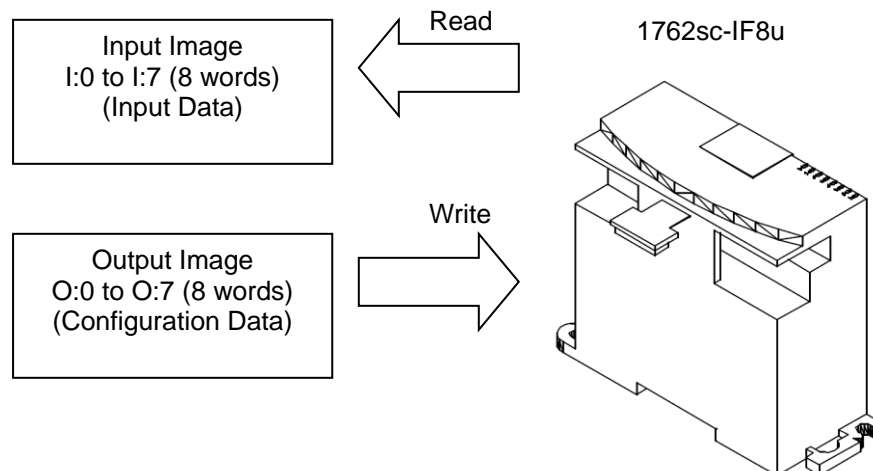 Input Image
I:0 to I:7 (8 words)
(Input Data)
Read
1762sc-IF8u
Output Image
O:0 to O:7 (8 words)
(Configuration Data)
Write